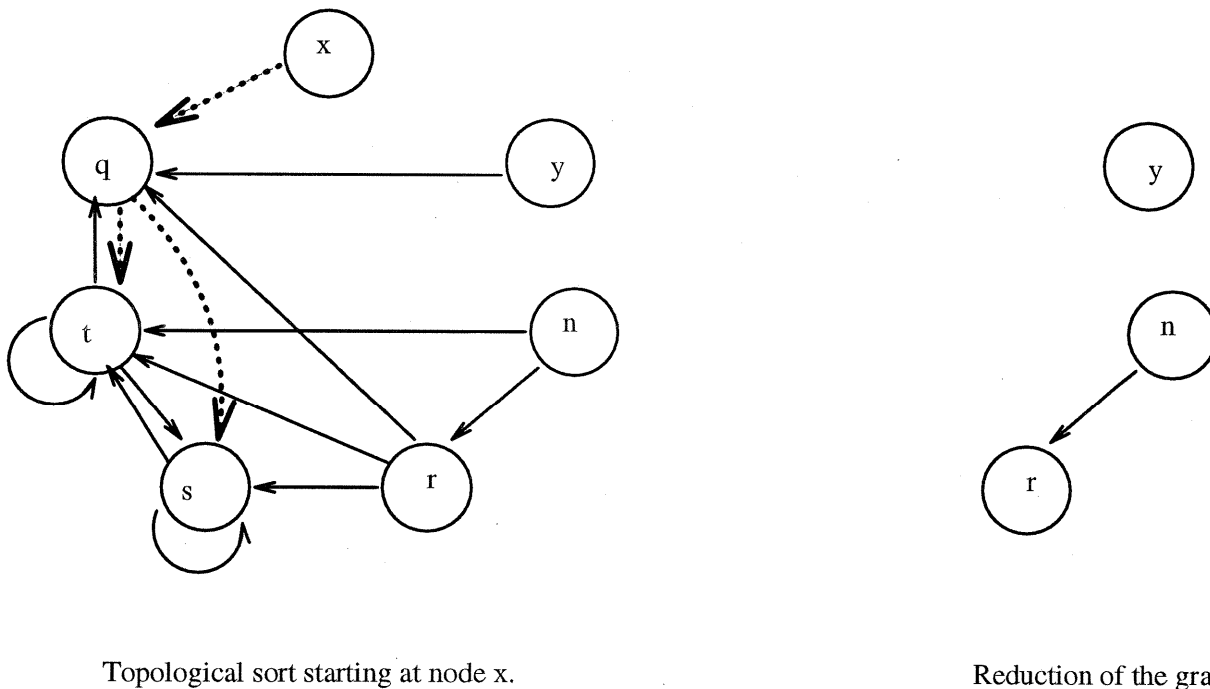 x
q
y
y
t
n
n
s
r
r
Topological sort starting at node x.
Reduction of the gra